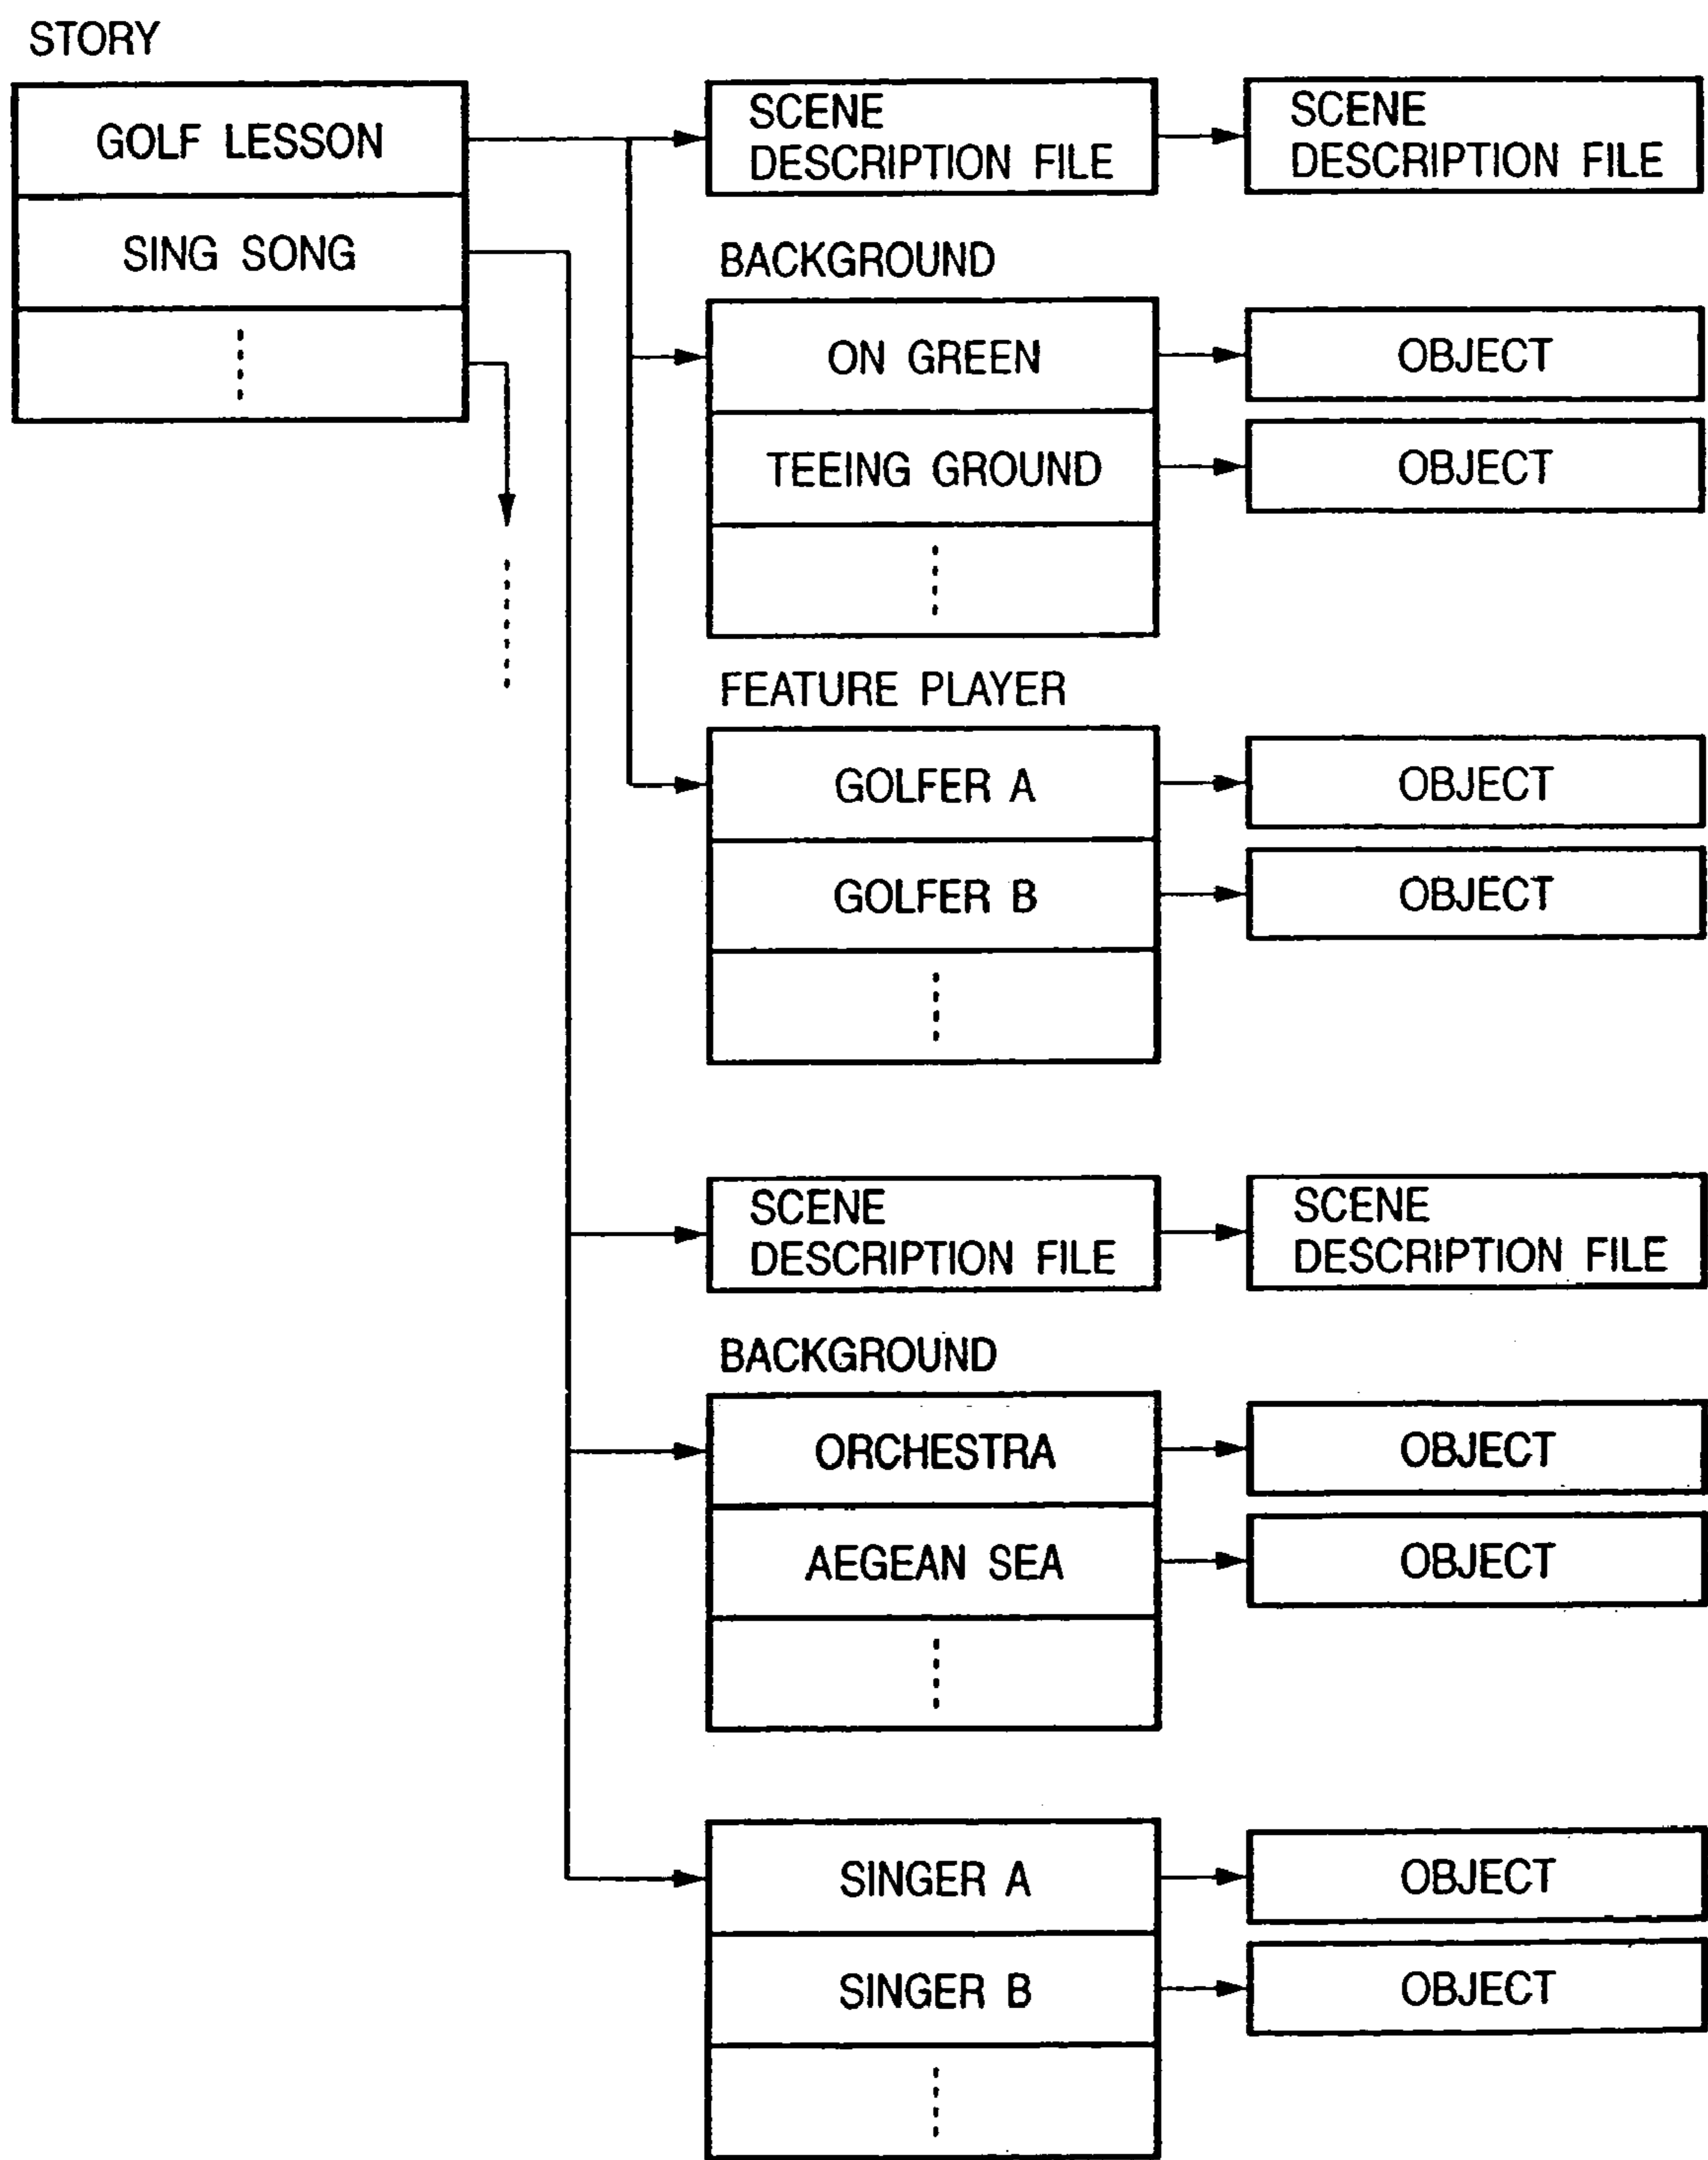 STORY
GOLF LESSON
SING SONG
SCENE
DESCRIPTION FILE
SCENE
DESCRIPTION FILE
BACKGROUND
ON GREEN
OBJECT
TEEING GROUND
OBJECT
FEATURE PLAYER
GOLFER A
OBJECT
GOLFER B
OBJECT
SCENE
DESCRIPTION FILE
SCENE
DESCRIPTION FILE
BACKGROUND
ORCHESTRA
OBJECT
AEGEAN SEA
OBJECT
SINGER A
OBJECT
SINGER B
OBJECT